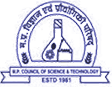 म.प्र. विज्ञान एवं प्रौद्योगिकी परिषद्
M.P. COUNCIL OF SCIENCE & TECHNOLOGY
ESTD 1981